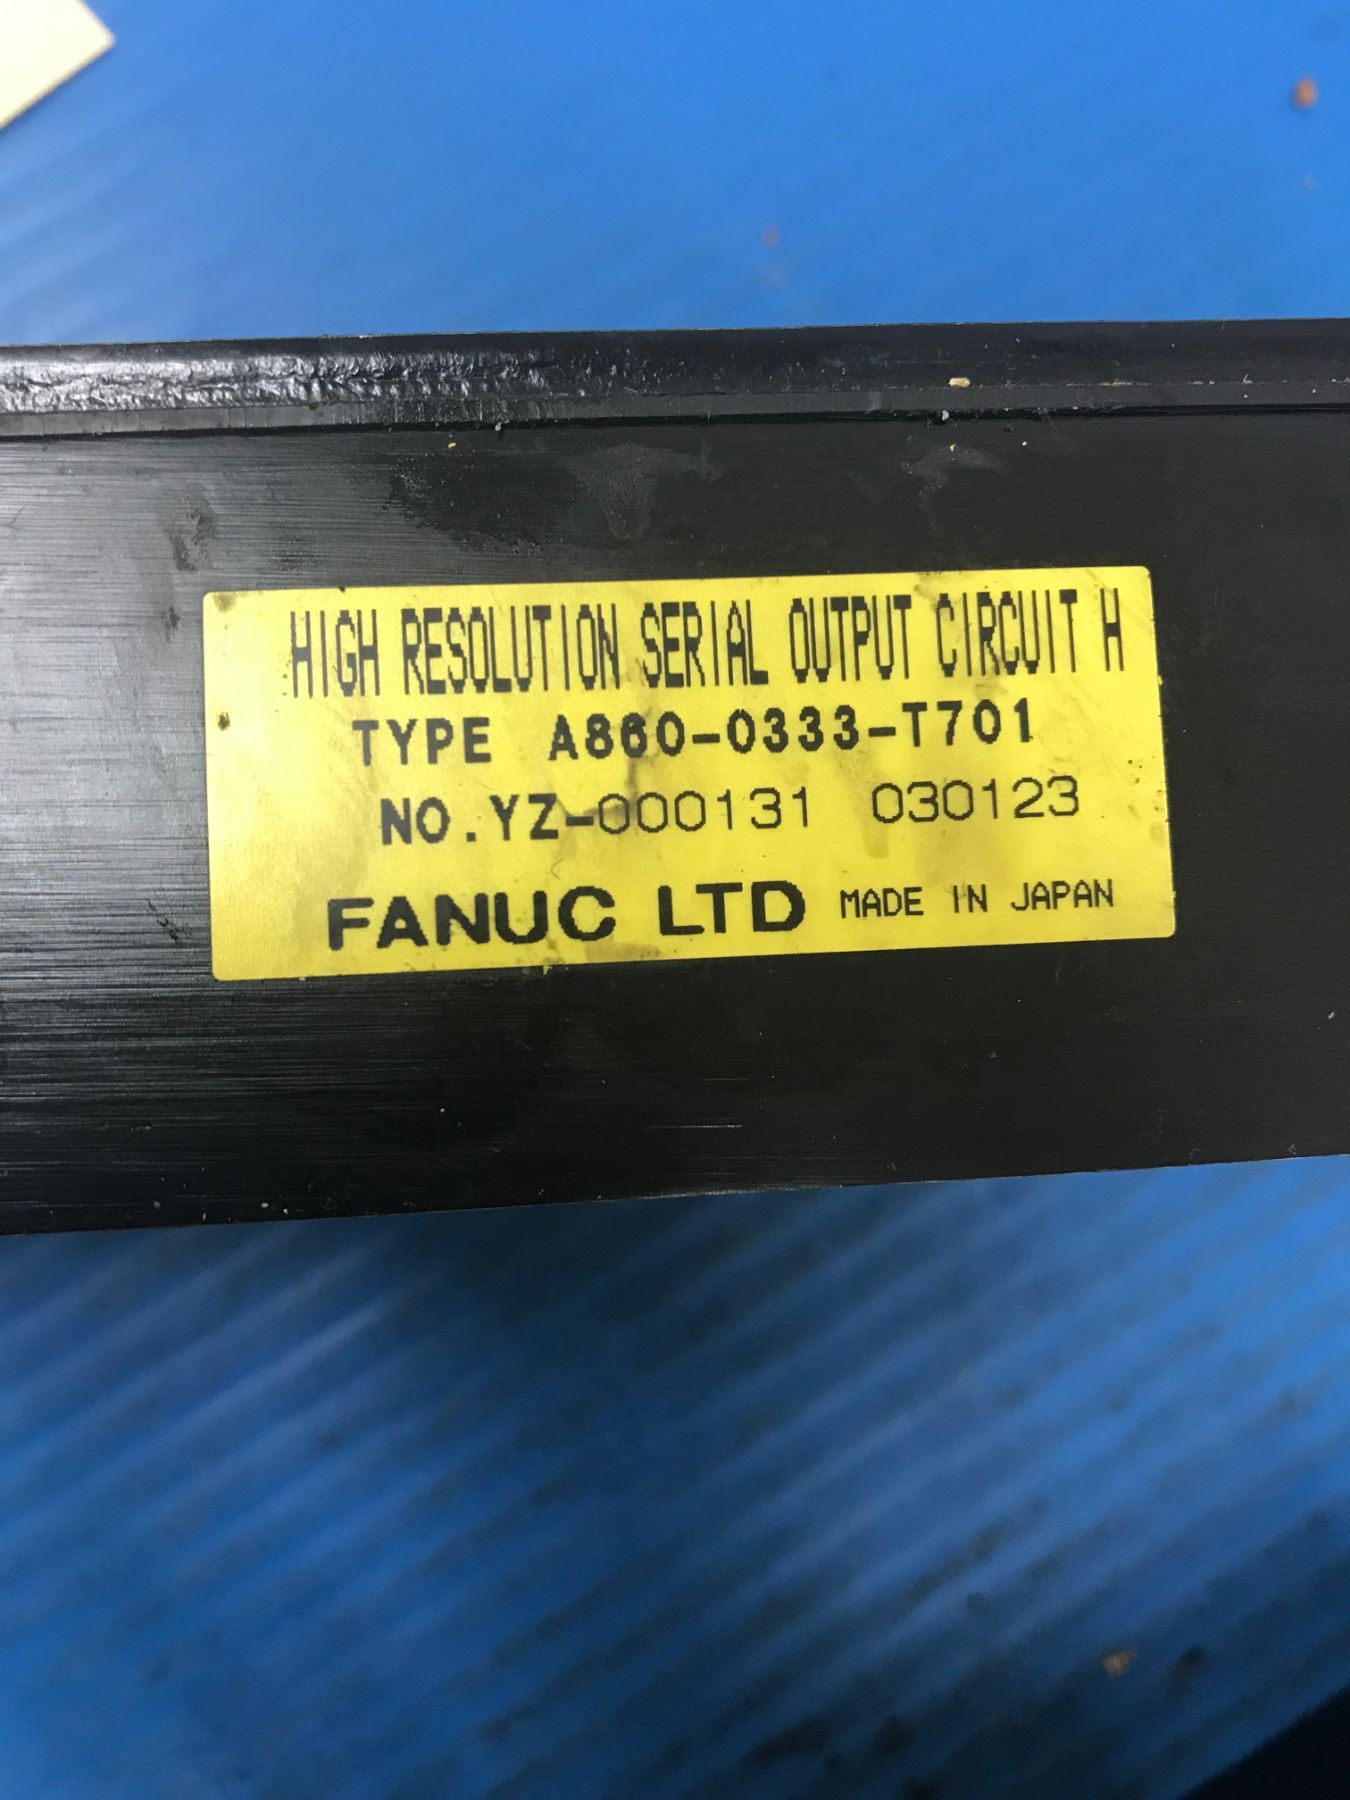 HIGH RESOLUTION SERIAL OUTPUT CIRCUIT H
TYPE A860-0333-T701
NO.YZ-000131 030123
FANUC LTD MADE IN JAPAN